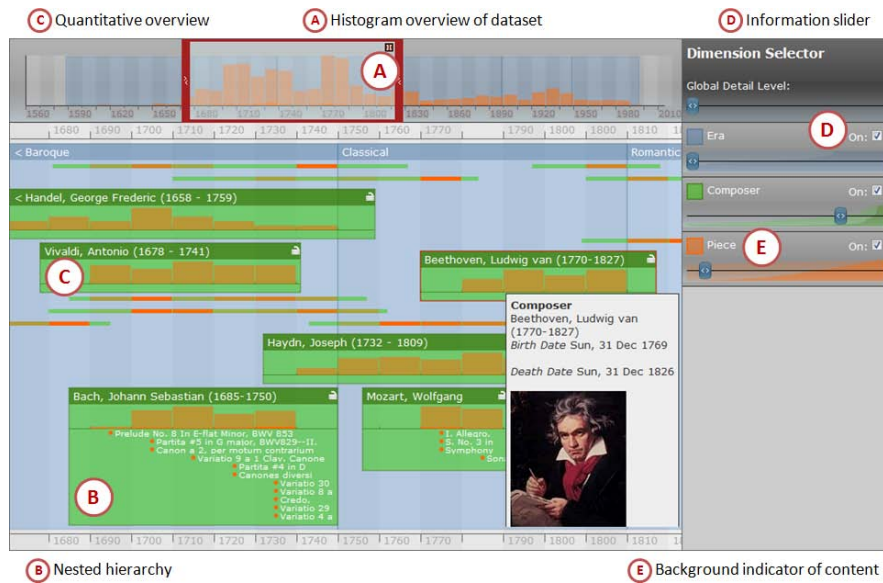 C Quantitative overview
A Histogram overview of dataset
D Information slider
A
1560 1590 1620 1650 1680 1710 1740 1770 1800 1830 1860 1890 1920 1950 1980 2010
1680 1690 1700 1710 1720 1730 1740 1750 1760 1770 1790 1800 1800 1810
< Baroque
Classical
Romantic
< Handel, George Frederic (1658 - 1759)
Vivaldi, Antonio (1678 - 1741)
C
Beethoven, Ludwig van (1770-1827)
Haydn, Joseph (1732 - 1809)
Bach, Johann Sebastian (1685-1750)
Prelude No. 8 In E-flat Minor, BWV 853
Partita #5 in G major, BWV829--II.
Canon a 2. per motum contrarium
Variatio 9 a 1 Clav. Canone
Partita #4 in D
Canones diversi
Variatio 30
Variatio 8 a
Credo.
Variatio 29
Variatio 4 a
B
Mozart, Wolfgang
I. Allegro.
S. No. 3 in
Symphony
Son
Composer
Beethoven, Ludwig van
(1770-1827)
Birth Date Sun, 31 Dec 1769
Death Date Sun, 31 Dec 1826
1680 1690 1700 1710 1720 1730 1740 1750 1760 1770 1790 1800 1800 1810
Dimension Selector
Global Detail Level:
D
Era On:
Composer On:
Piece On:
E
B Nested hierarchy
E Background indicator of content